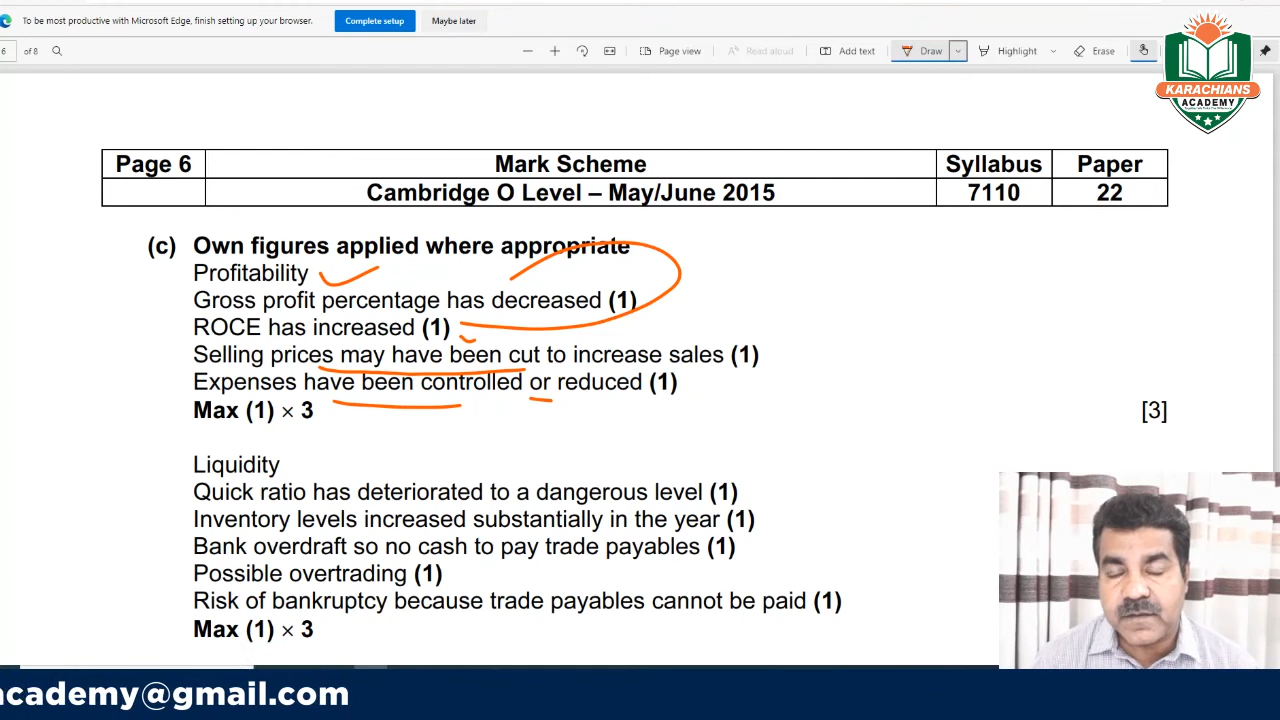 To be most productive with Microsoft Edge, finish setting up your browser. Complete setup Maybe later
6 of 8 Page view Read aloud Add text Draw Highlight Erase
KARACHIANS
ACADEMY
Page 6 Mark Scheme Syllabus Paper
Cambridge O Level – May/June 2015 7110 22
(c) Own figures applied where appropriate
Profitability
Gross profit percentage has decreased (1)
ROCE has increased (1)
Selling prices may have been cut to increase sales (1)
Expenses have been controlled or reduced (1)
Max (1) × 3 [3]
Liquidity
Quick ratio has deteriorated to a dangerous level (1)
Inventory levels increased substantially in the year (1)
Bank overdraft so no cash to pay trade payables (1)
Possible overtrading (1)
Risk of bankruptcy because trade payables cannot be paid (1)
Max (1) × 3
academy@gmail.com